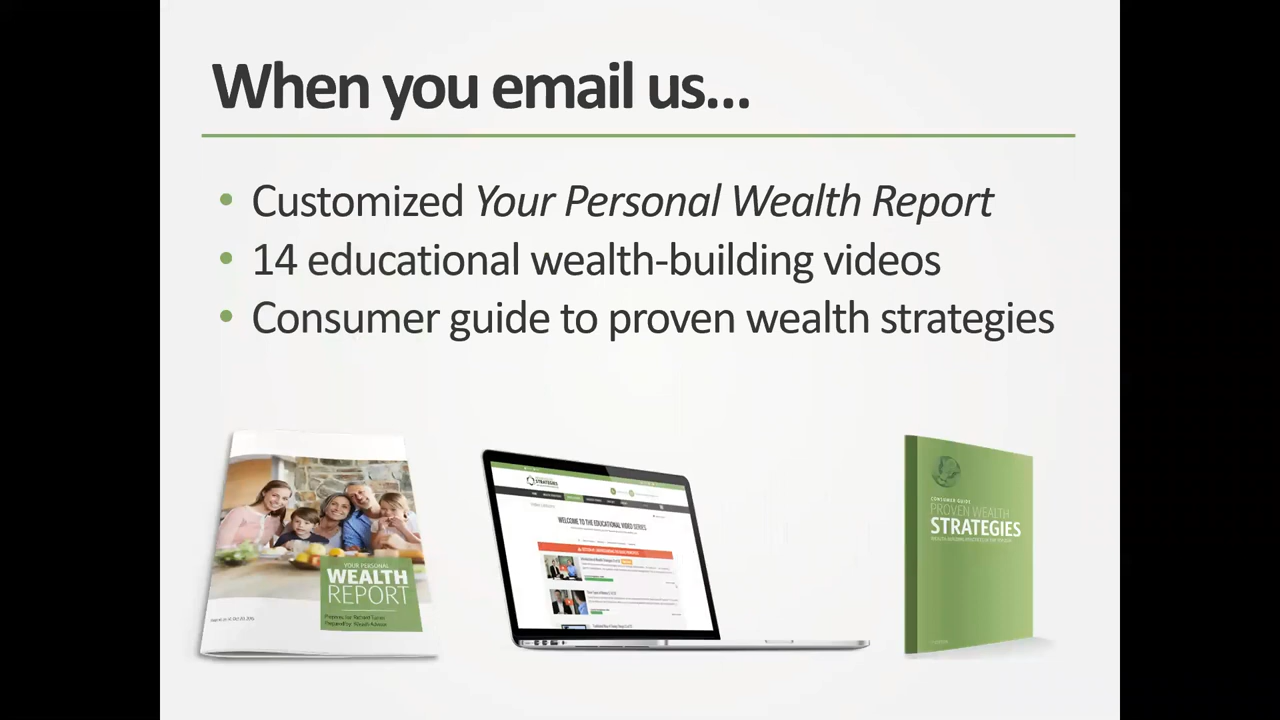 When you email us...
• Customized Your Personal Wealth Report
• 14 educational wealth-building videos
• Consumer guide to proven wealth strategies
YOUR PERSONAL
WEALTH
REPORT
STRATEGIES
WELCOME TO THE EDUCATIONAL VIDEO SERIES
CONSUMER GUIDE
PROVEN WEALTH
STRATEGIES